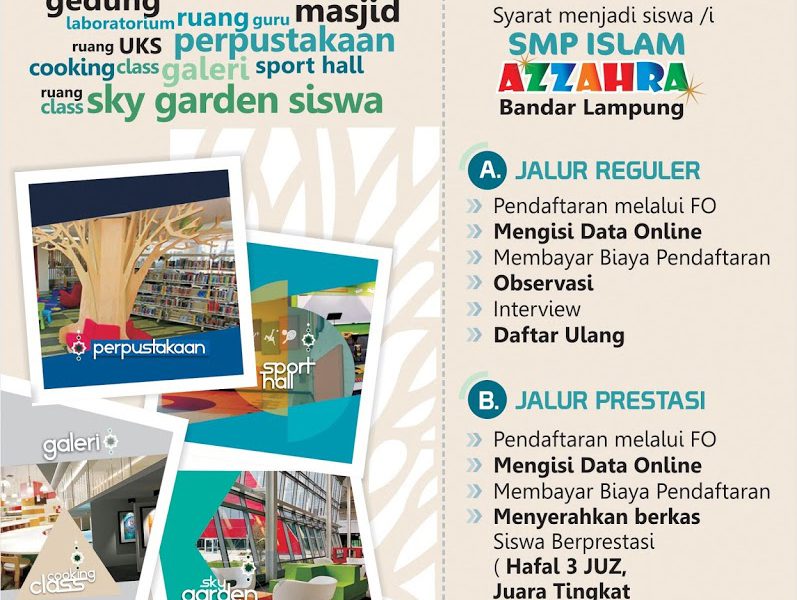 gedung
laboratorium ruang guru masjid
ruang UKS perpustakaan
cooking class galeri sport hall
ruang class sky garden siswa
perpustakaan
sport
hall
galeri
cooking
class
sky
garden
Syarat menjadi siswa /i
SMP ISLAM
AZZAHRA
Bandar Lampung
A. JALUR REGULER
Pendaftaran melalui FO
Mengisi Data Online
Membayar Biaya Pendaftaran
Observasi
Interview
Daftar Ulang
B. JALUR PRESTASI
Pendaftaran melalui FO
Mengisi Data Online
Membayar Biaya Pendaftaran
Menyerahkan berkas
Siswa Berprestasi
( Hafal 3 JUZ,
Juara Tingkat